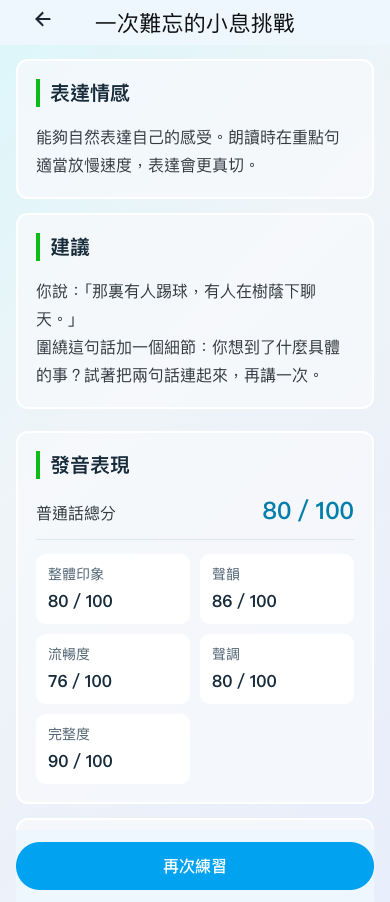 一次難忘的小息挑戰
表達情感
能夠自然表達自己的感受。朗讀時在重點句
適當放慢速度，表達會更真切。
建議
你說：「那裏有人踢球，有人在樹蔭下聊
天。」
圍繞這句話加一個細節：你想到了什麼具體
的事？試著把兩句話連起來，再講一次。
發音表現
普通話總分
80 / 100
整體印象
80 / 100
聲韻
86 / 100
流暢度
76 / 100
聲調
80 / 100
完整度
90 / 100
再次練習